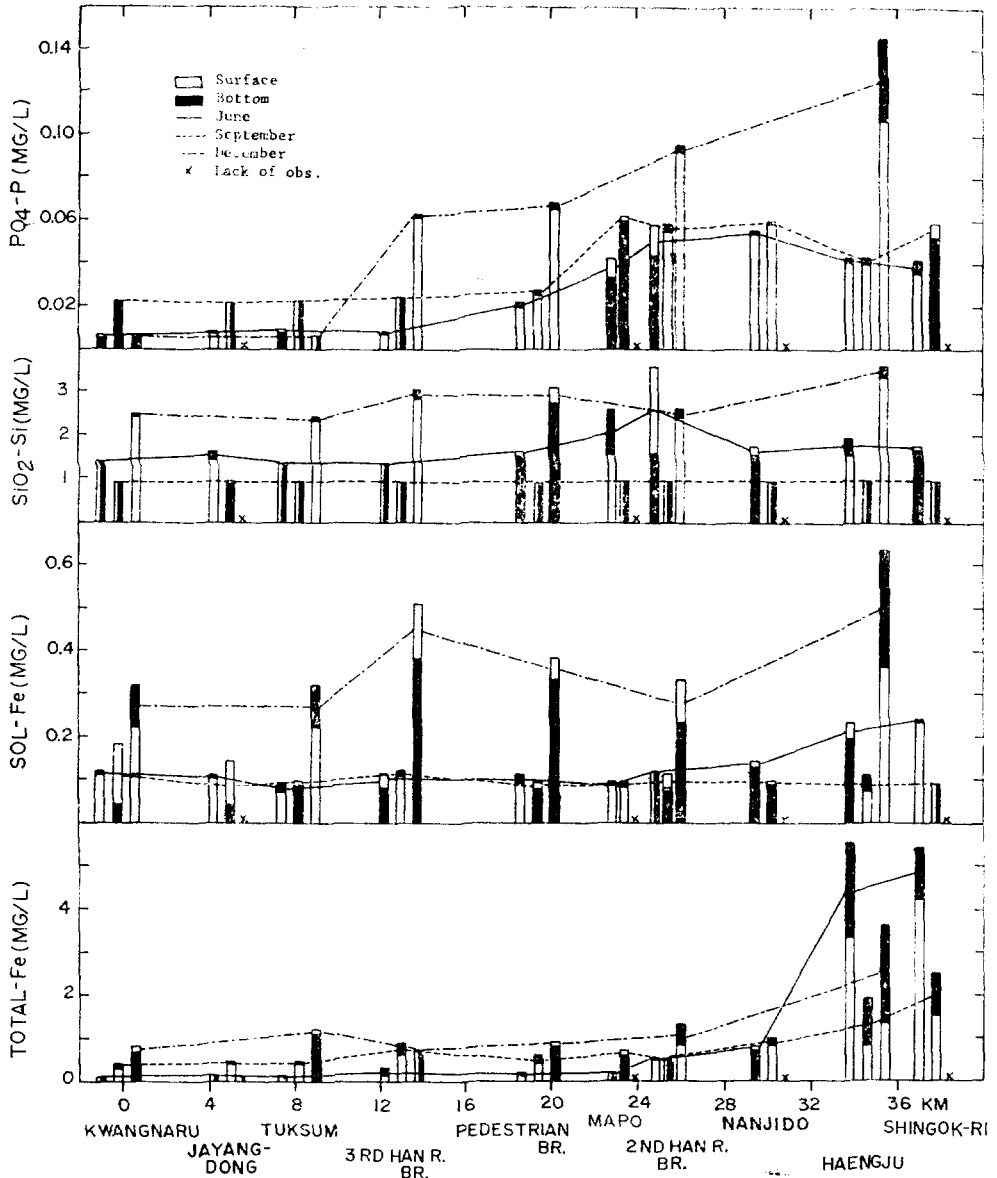 0.14
0.10
0.06
0.02
PO4-P (MG/L)
Surface
Bottom
June
September
December
x Lack of obs.
x
x
x
x
3
2
1
SiO2-Si (MG/L)
x
x
x
x
0.6
0.4
0.2
SOL-Fe (MG/L)
x
x
x
x
4
2
0
TOTAL-Fe (MG/L)
x
x
x
x
0 4 8 12 16 20 24 28 32 36 KM
KWANGNARU TUKSUM PEDESTRIAN BR. MAPO NANJIDO SHINGOK-RI
JAYANG-DONG 3 RD HAN R. BR. 2ND HAN R. BR. HAENGJU